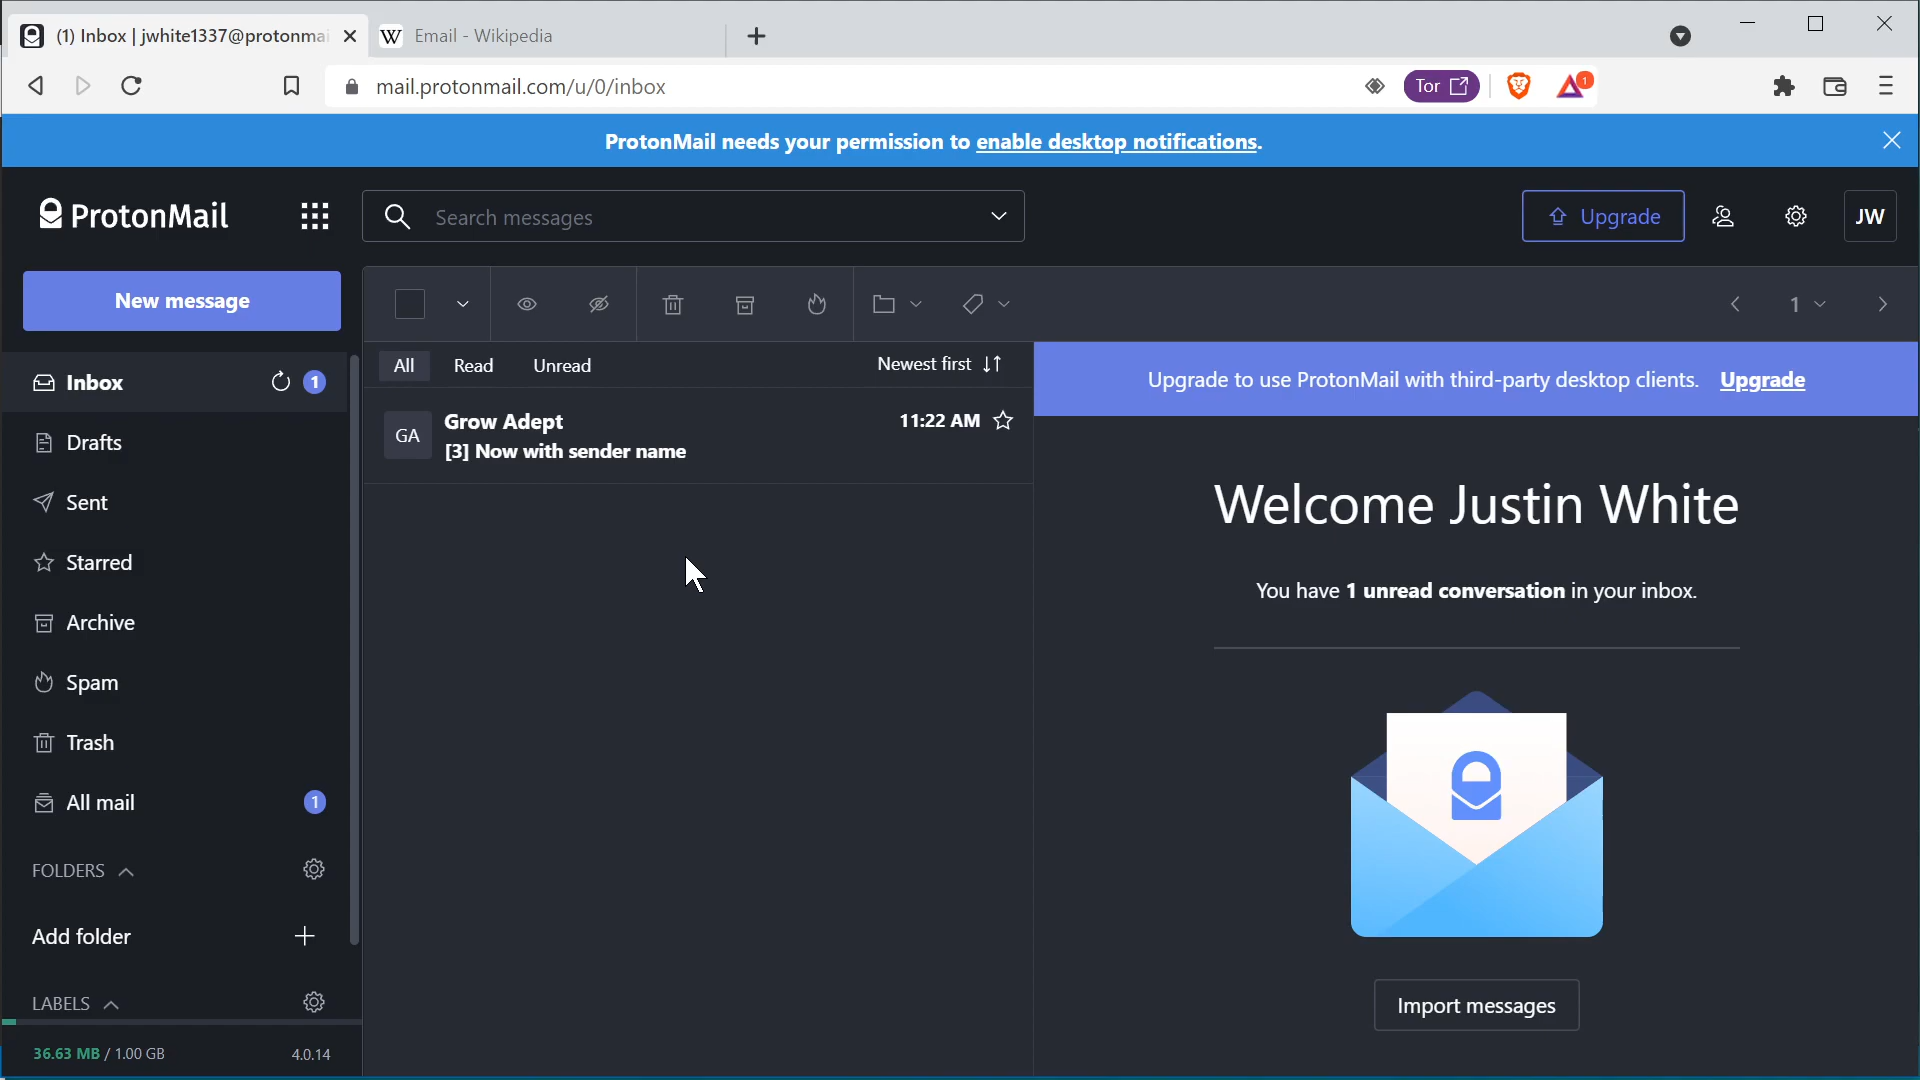 (1) Inbox | jwhite1337@protonmai
Email - Wikipedia
mail.protonmail.com/u/0/inbox
Tor
1
ProtonMail needs your permission to enable desktop notifications.
ProtonMail
Search messages
Upgrade
JW
New message
1
All Read Unread
Newest first
Upgrade to use ProtonMail with third-party desktop clients. Upgrade
Inbox
1
Drafts
Sent
Starred
Archive
Spam
Trash
All mail
1
FOLDERS
Add folder
LABELS
36.63 MB / 1.00 GB
4.0.14
GA
Grow Adept
11:22 AM
[3] Now with sender name
Welcome Justin White
You have 1 unread conversation in your inbox.
Import messages